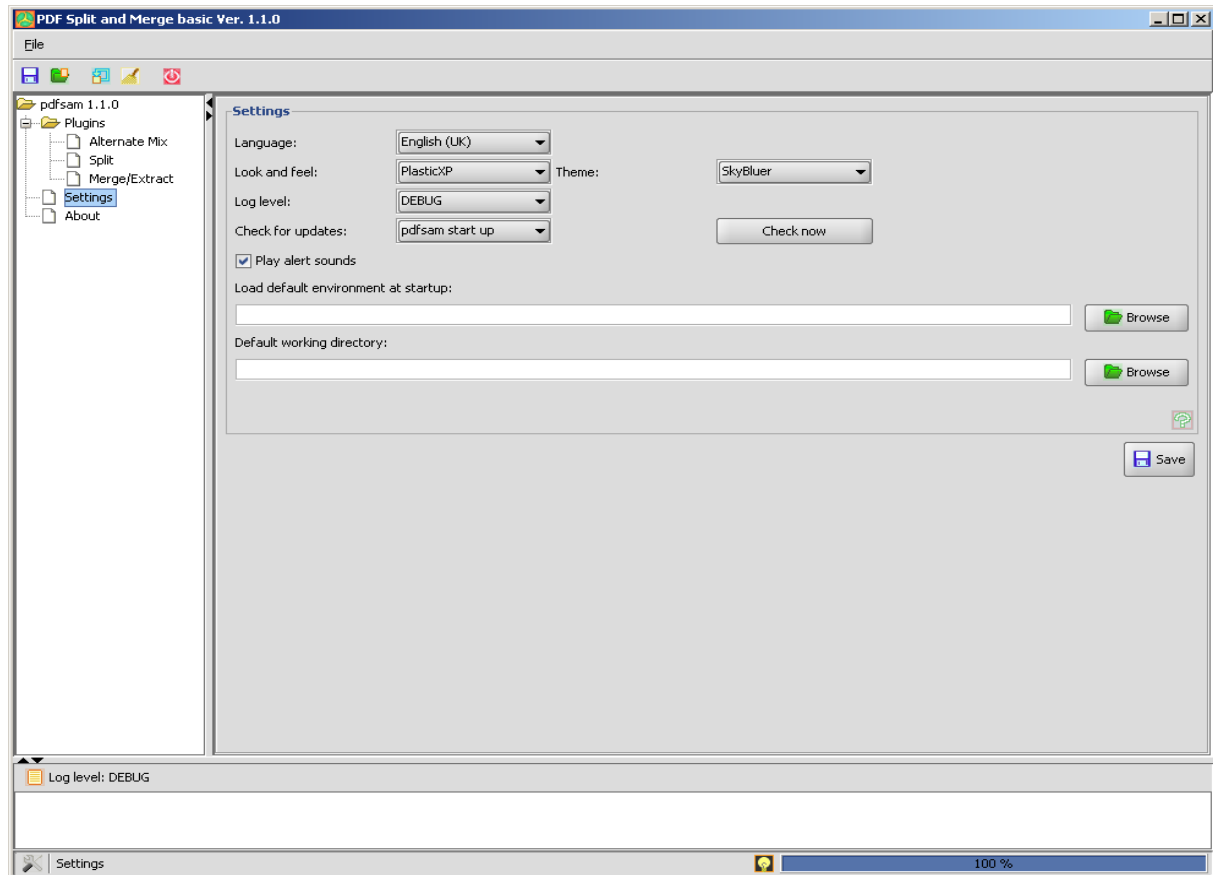 PDF Split and Merge basic Ver. 1.1.0
File
pdfsam 1.1.0
Plugins
Alternate Mix
Split
Merge/Extract
Settings
About
Settings
Language: English (UK)
Look and feel: PlasticXP Theme: SkyBluer
Log level: DEBUG
Check for updates: pdfsam start up Check now
Play alert sounds
Load default environment at startup:
Browse
Default working directory:
Browse
Save
Log level: DEBUG
Settings 100 %